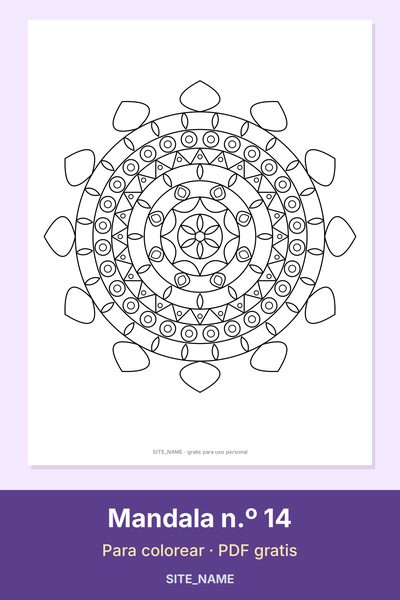 SITE_NAME · gratis para uso personal
Mandala n.º 14
Para colorear · PDF gratis
SITE_NAME